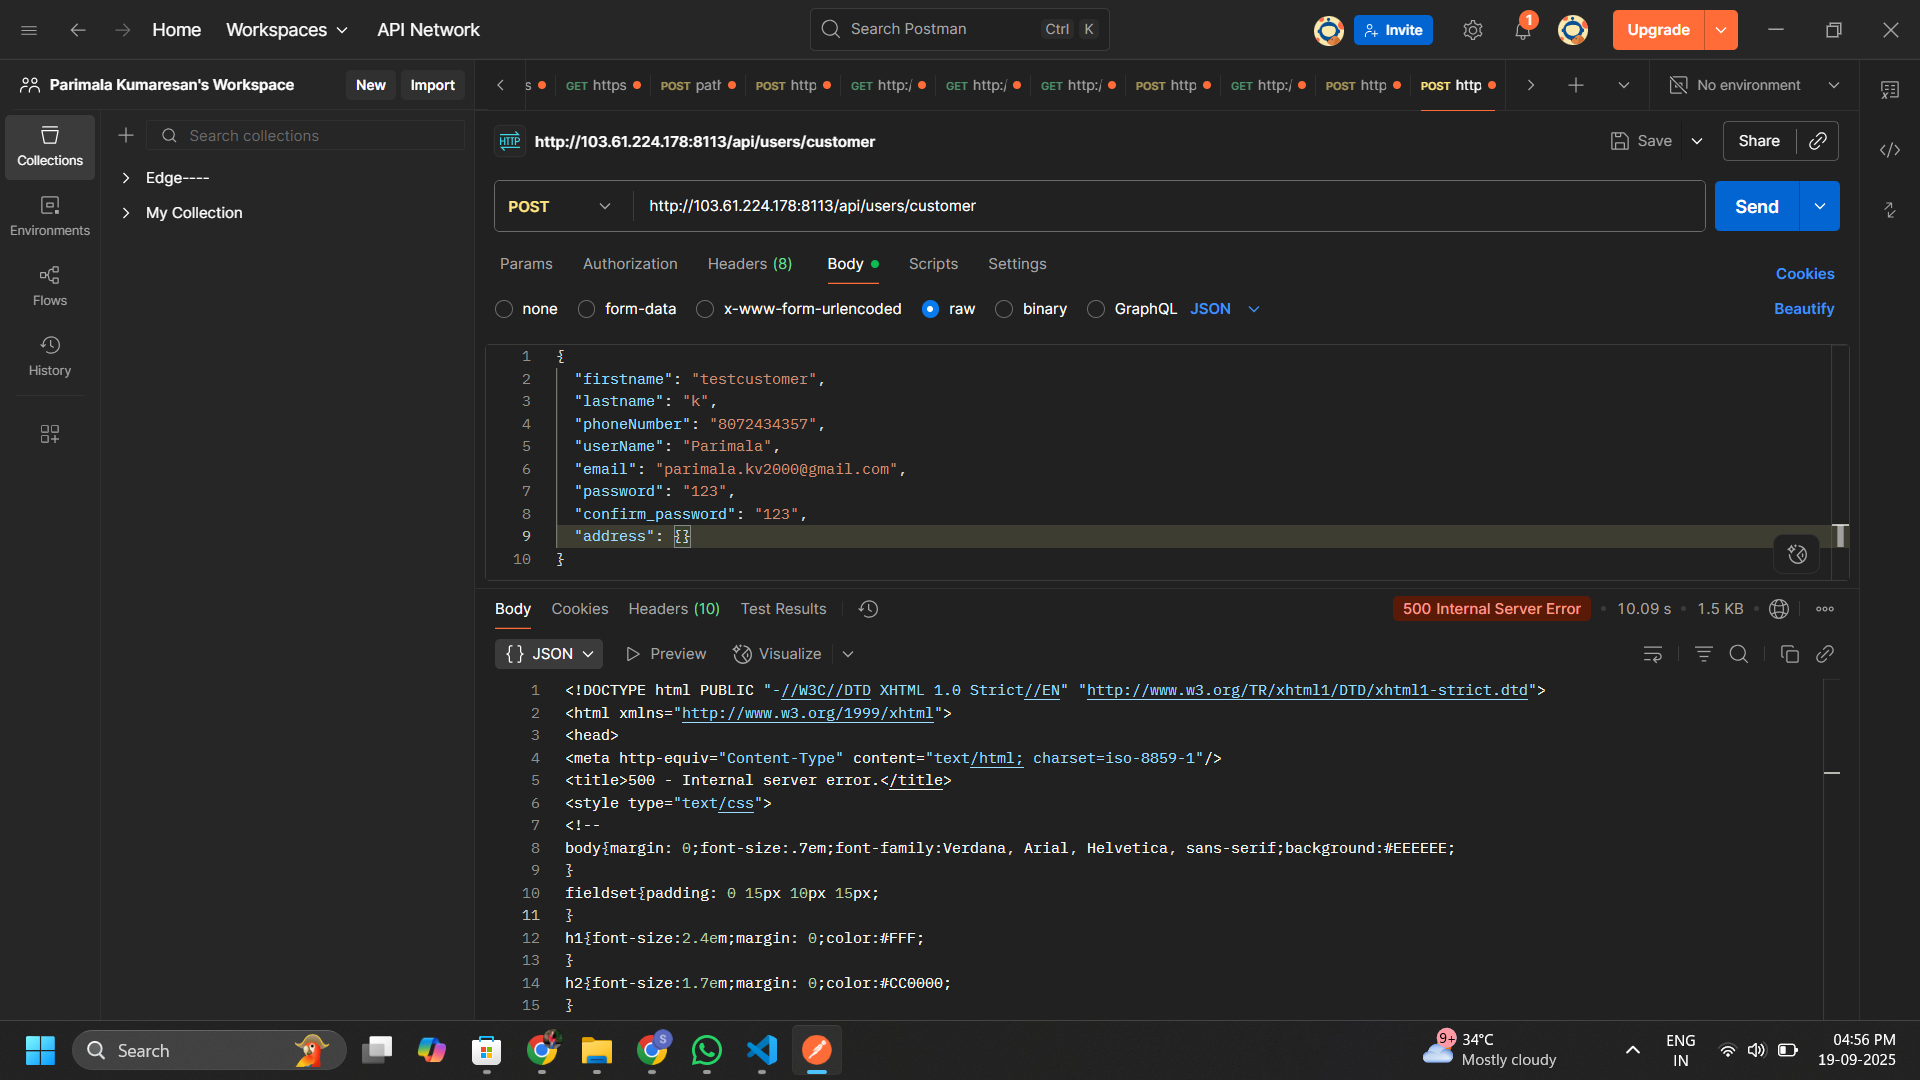 Home
Workspaces
API Network
Search Postman
Ctrl K
Invite
1
Upgrade
Parimala Kumaresan's Workspace
New
Import
s
GET https
POST path
POST http
GET http:/
GET http:/
GET http:/
POST http
GET http:/
POST http
POST http
No environment
Collections
Environments
Flows
History
Search collections
Edge----
My Collection
HTTP http://103.61.224.178:8113/api/users/customer
Save
Share
POST http://103.61.224.178:8113/api/users/customer
Send
Params Authorization Headers (8) Body Scripts Settings
Cookies
none form-data x-www-form-urlencoded raw binary GraphQL JSON
Beautify
1 {
2 "firstname": "testcustomer",
3 "lastname": "k",
4 "phoneNumber": "8072434357",
5 "userName": "Parimala",
6 "email": "parimala.kv2000@gmail.com",
7 "password": "123",
8 "confirm_password": "123",
9 "address": {}
10 }
Body Cookies Headers (10) Test Results
500 Internal Server Error • 10.09 s • 1.5 KB
{} JSON Preview Visualize
1 <!DOCTYPE html PUBLIC "-//W3C//DTD XHTML 1.0 Strict//EN" "http://www.w3.org/TR/xhtml1/DTD/xhtml1-strict.dtd">
2 <html xmlns="http://www.w3.org/1999/xhtml">
3 <head>
4 <meta http-equiv="Content-Type" content="text/html; charset=iso-8859-1"/>
5 <title>500 - Internal server error.</title>
6 <style type="text/css">
7 <!--
8 body{margin: 0;font-size:.7em;font-family:Verdana, Arial, Helvetica, sans-serif;background:#EEEEEE;
9 }
10 fieldset{padding: 0 15px 10px 15px;
11 }
12 h1{font-size:2.4em;margin: 0;color:#FFF;
13 }
14 h2{font-size:1.7em;margin: 0;color:#CC0000;
15 }
Search
S
9+
34°C
Mostly cloudy
ENG
IN
04:56 PM
19-09-2025